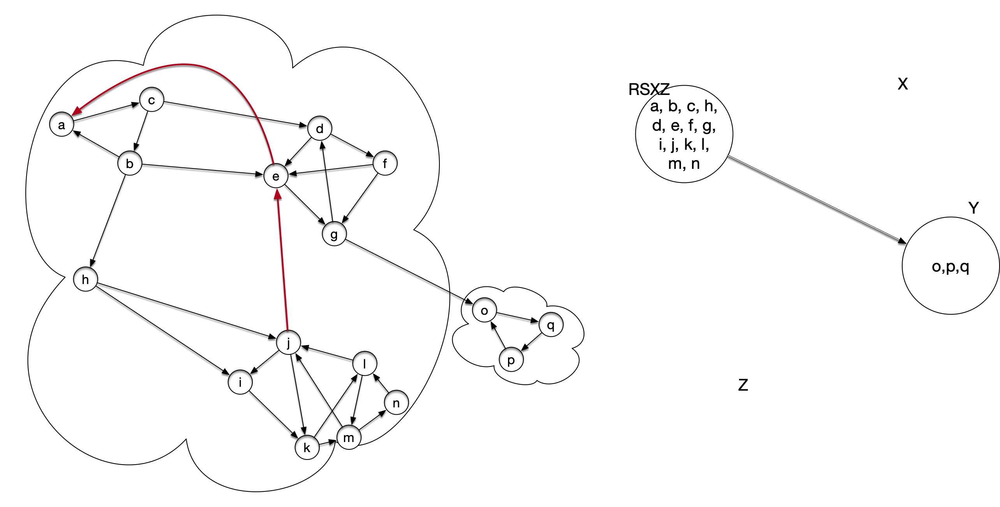 c
a
d
b
f
e
g
h
o
q
j
p
l
i
n
m
k
RSXZ
a, b, c, h,
d, e, f, g,
i, j, k, l,
m, n
X
Y
o,p,q
Z